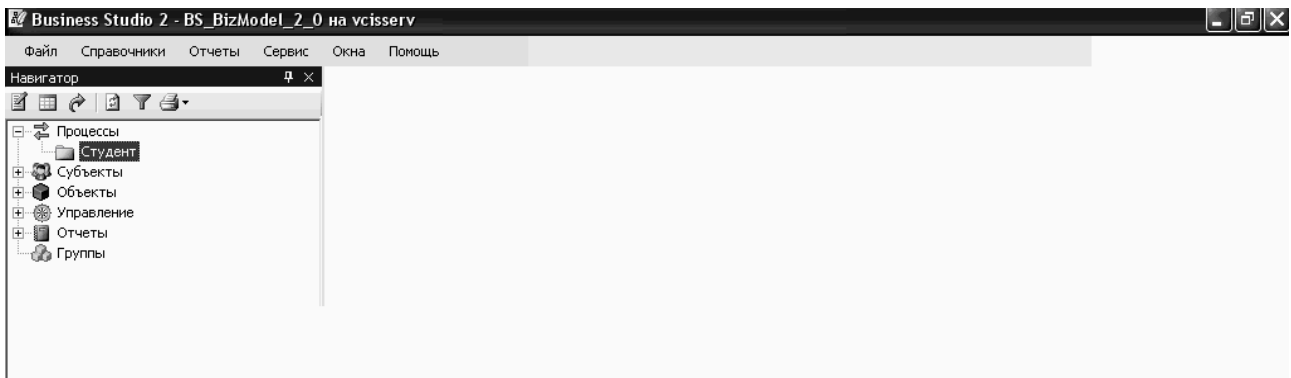 Business Studio 2 - BS_BizModel_2_0 на vcisserv
Файл Справочники Отчеты Сервис Окна Помощь
Навигатор
Процессы
Студент
Субъекты
Объекты
Управление
Отчеты
Группы